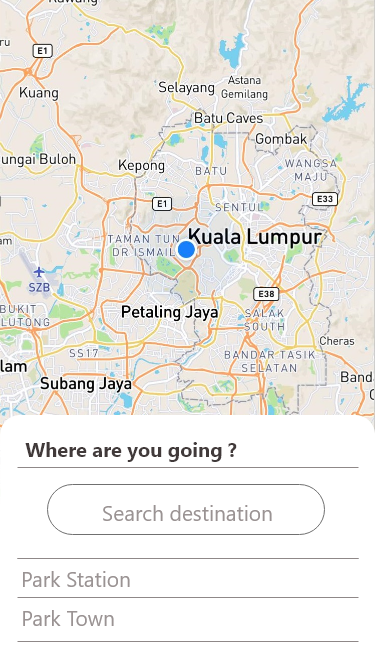 Rawang
E1
Kuang
Selayang
Astana
Gemilang
Batu Caves
Gombak
ungai Buloh
Kepong
BATU
WANGSA
MAJU
E1
SENTUL
E33
TAMAN TUN
DR ISMAIL
Kuala Lumpur
am
SZB
E38
BUKIT
LUTONG
Petaling Jaya
SALAK
SOUTH
Cheras
SS17
BANDAR TASIK
SELATAN
lam
Subang Jaya
Band
C
Where are you going ?
Search destination
Park Station
Park Town